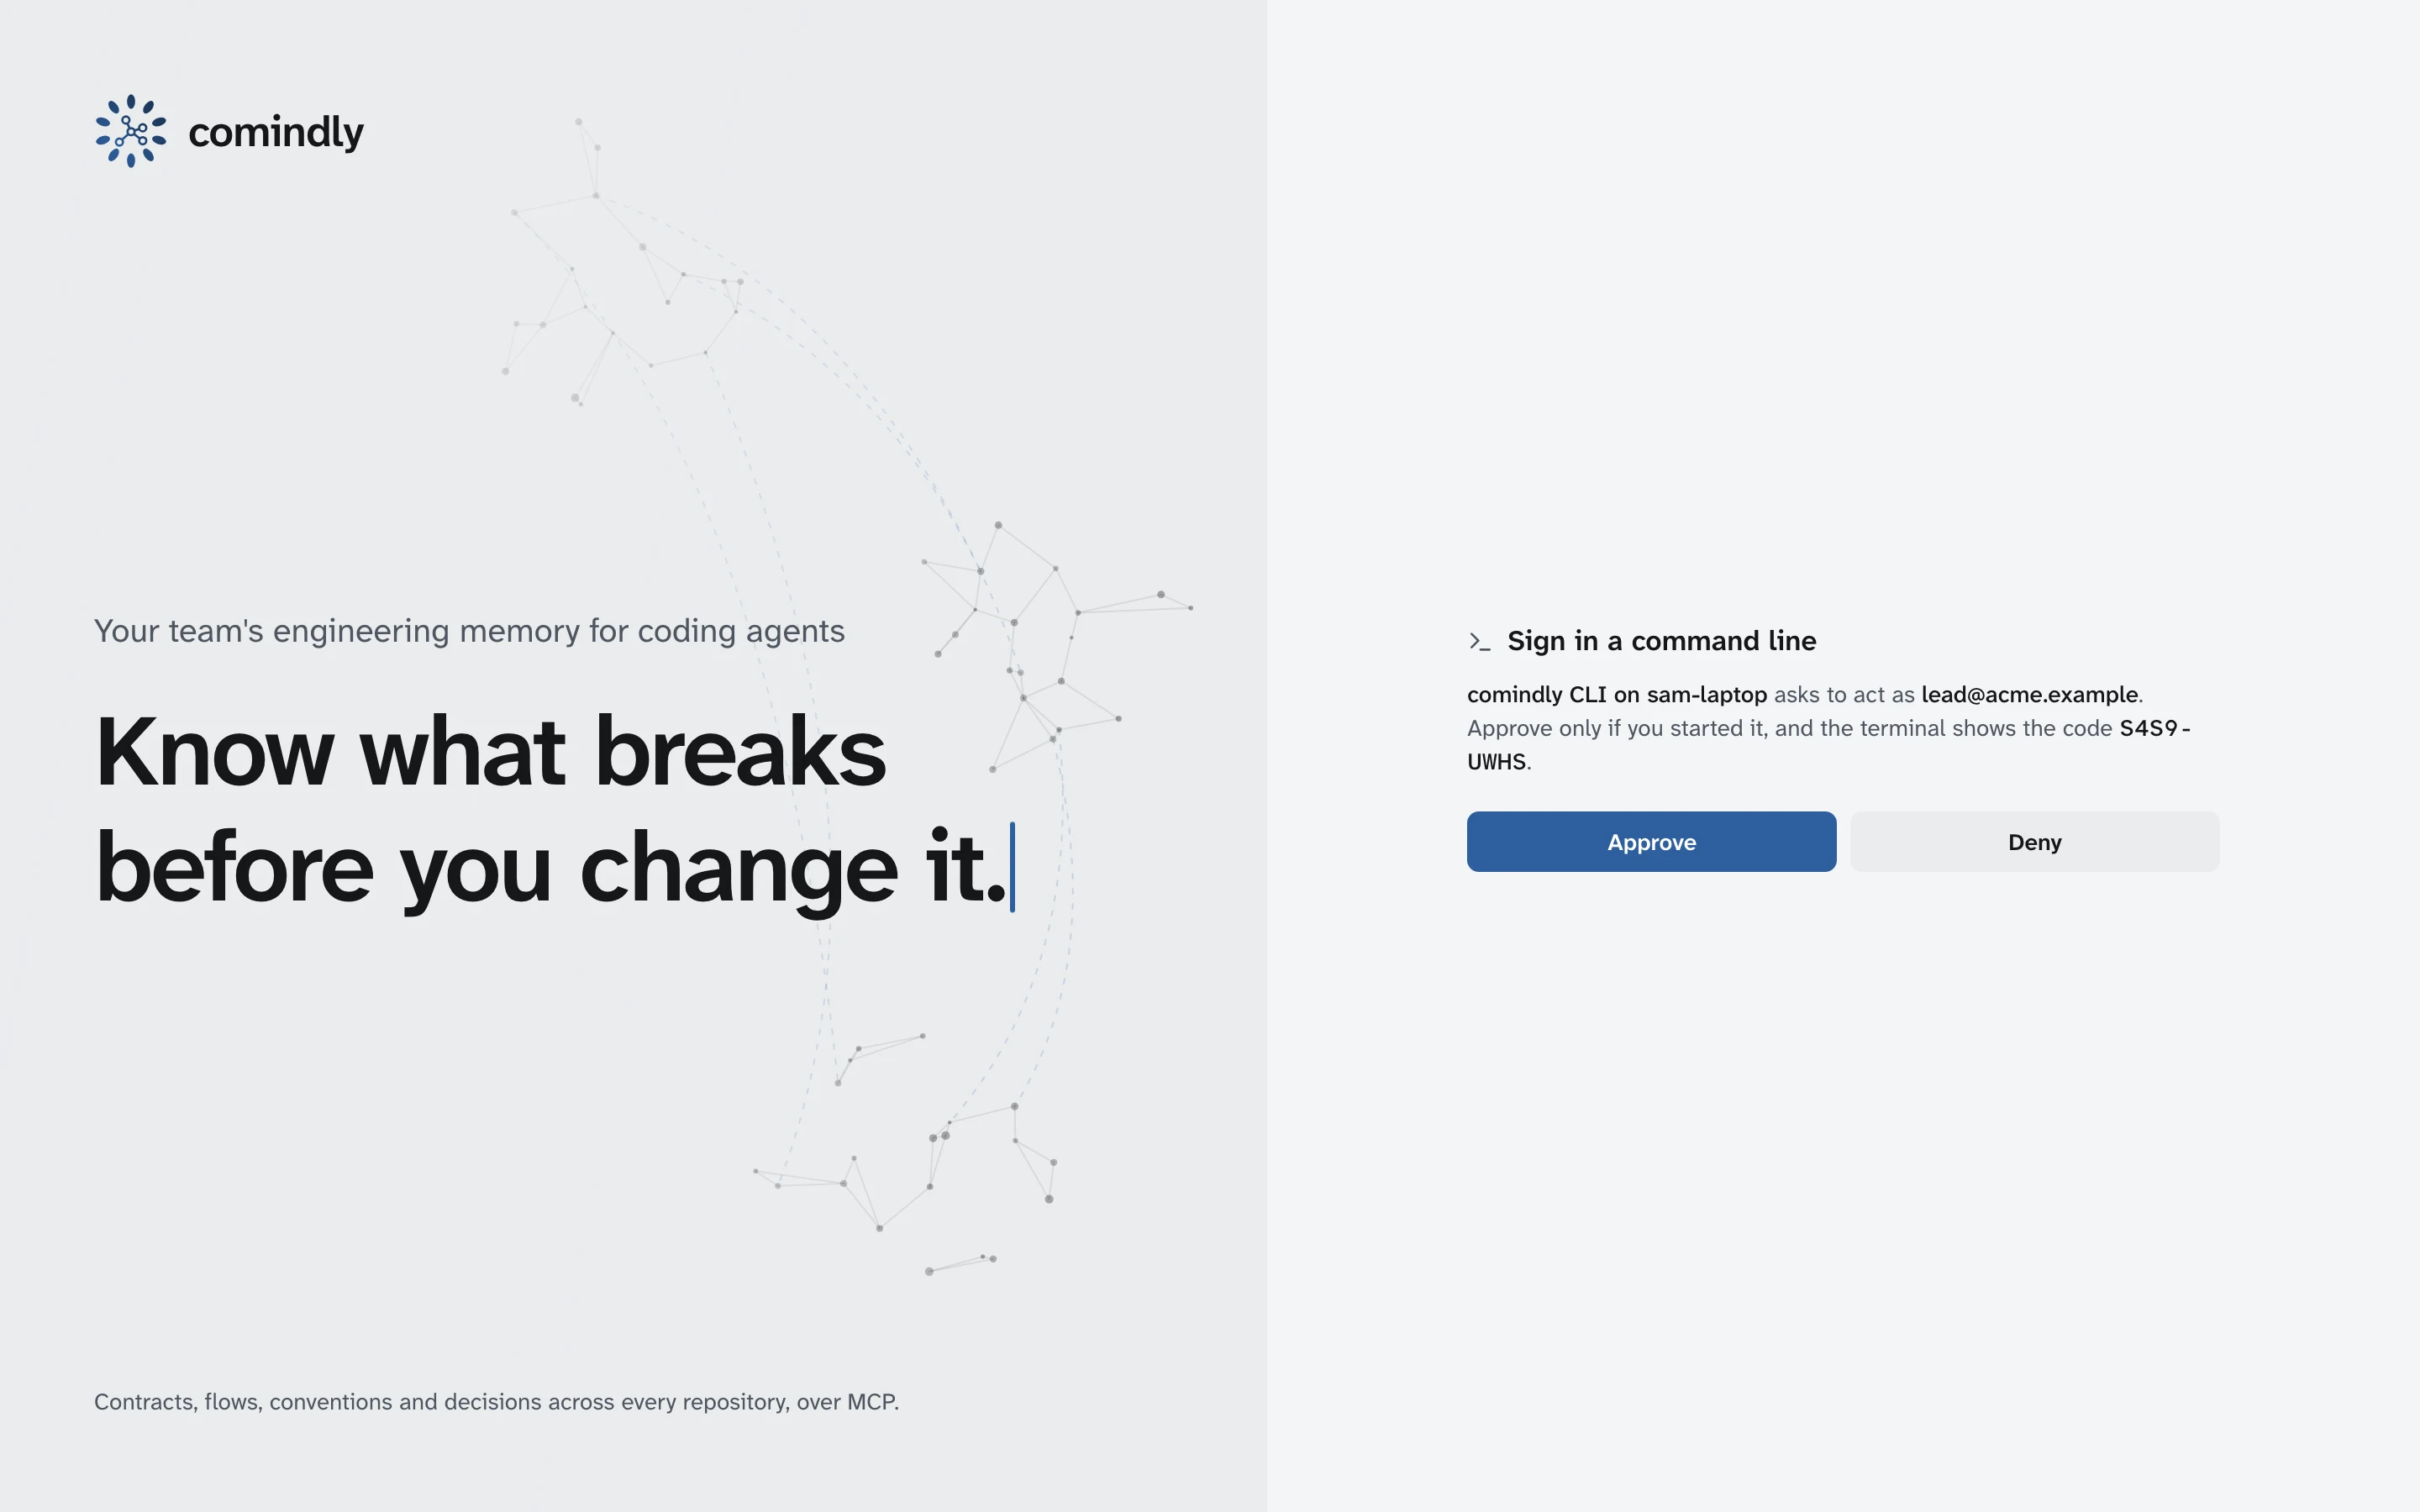 comindly
Your team's engineering memory for coding agents
Know what breaks
before you change it.
Contracts, flows, conventions and decisions across every repository, over MCP.
Sign in a command line
comindly CLI on sam-laptop asks to act as lead@acme.example.
Approve only if you started it, and the terminal shows the code S4S9-
UWHS.
Approve
Deny